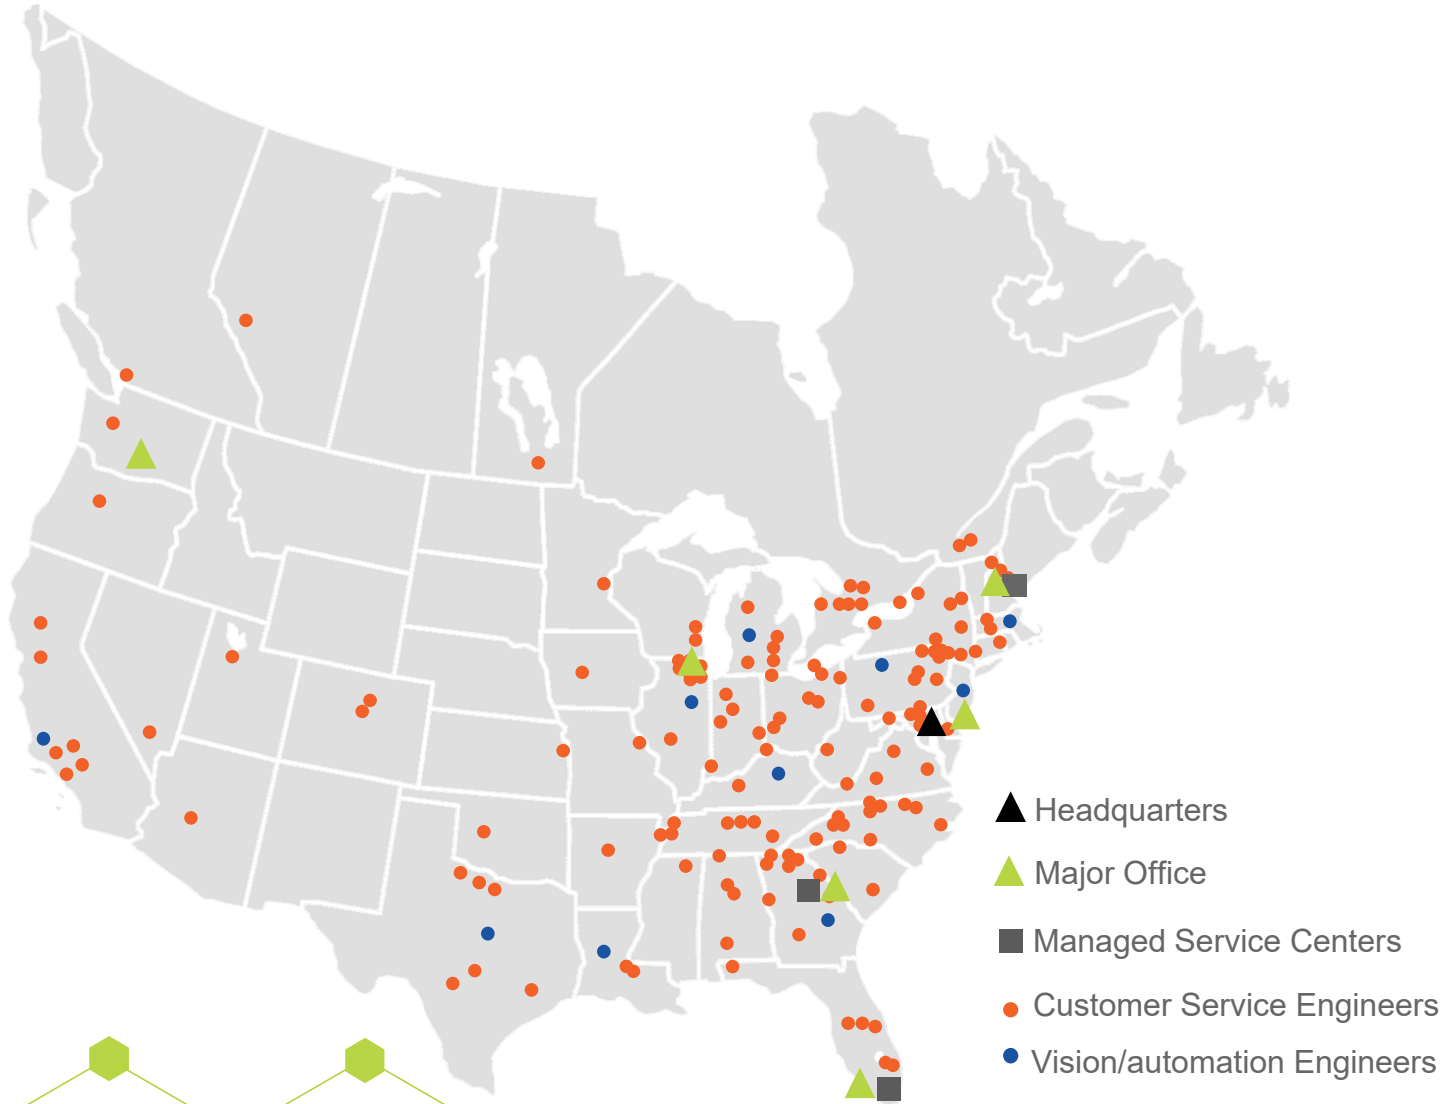 Headquarters
Major Office
Managed Service Centers
Customer Service Engineers
Vision/automation Engineers